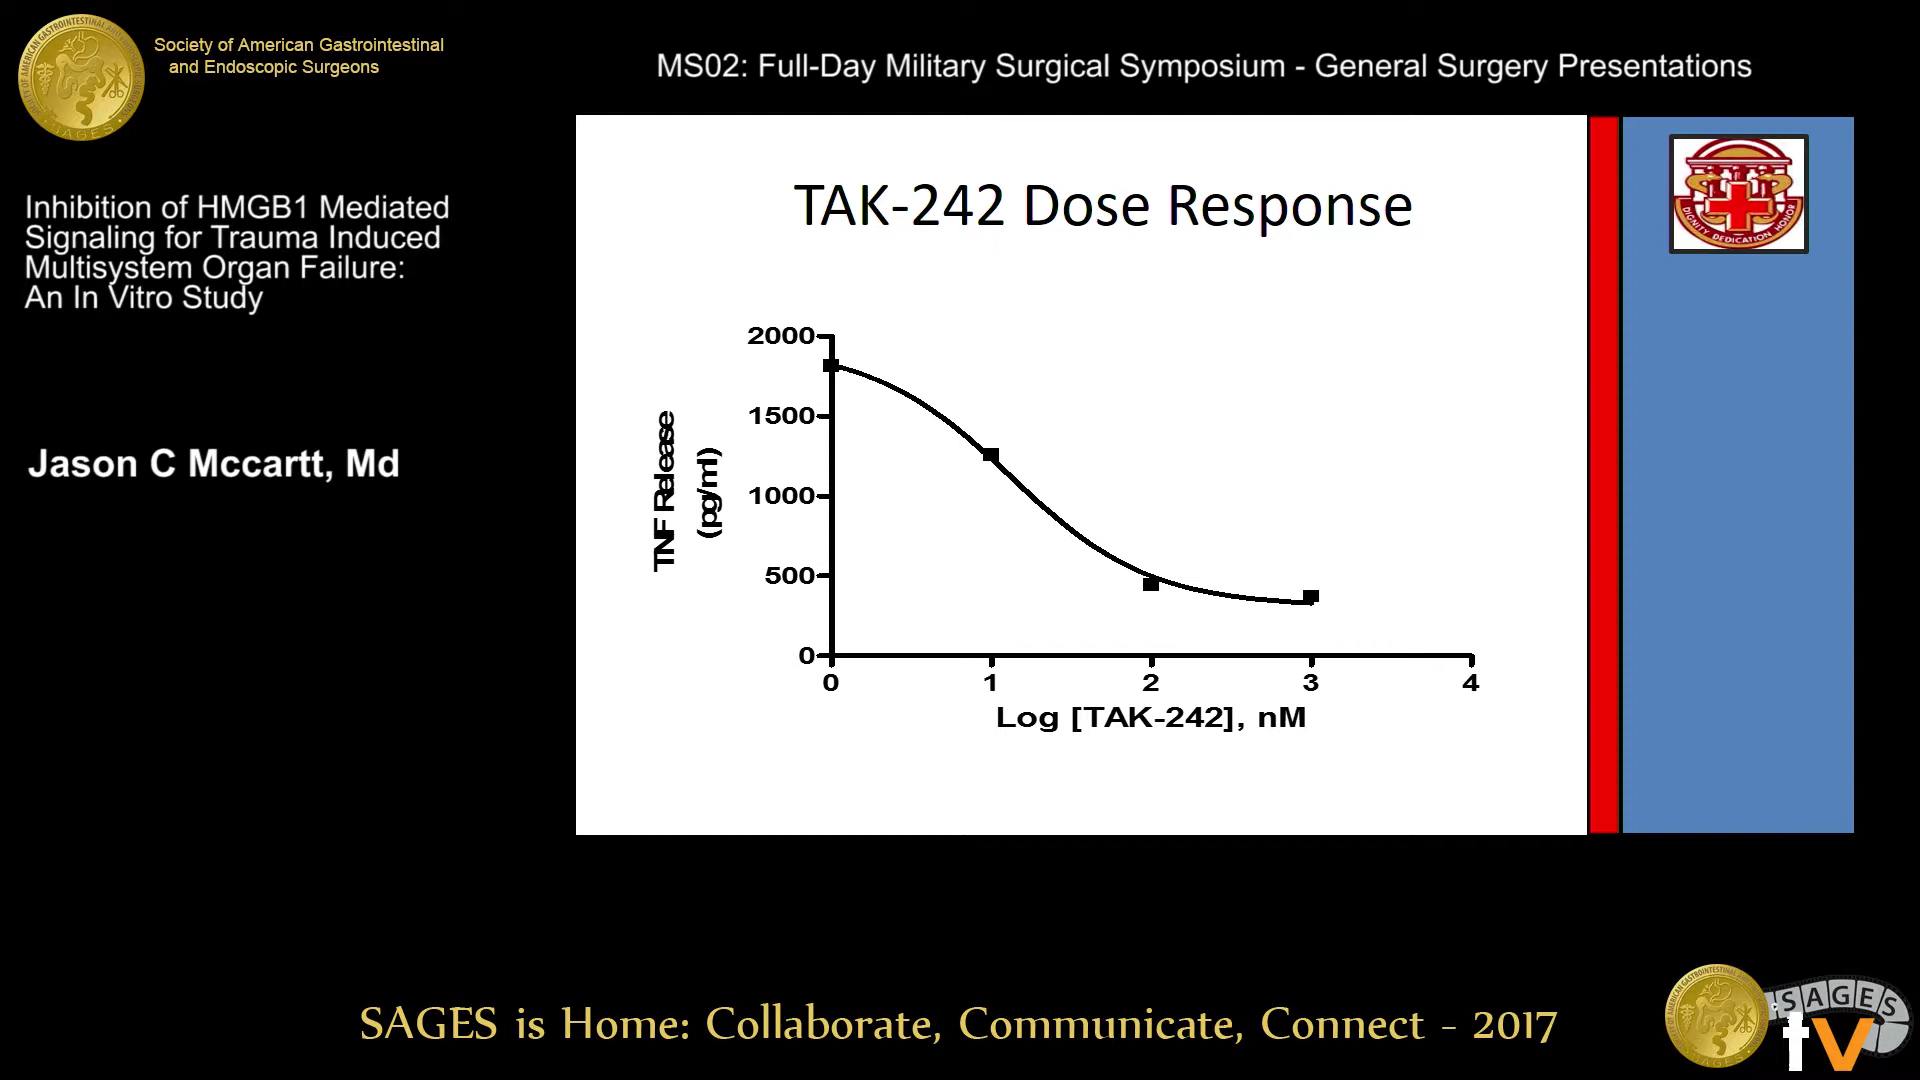 Society of American Gastrointestinal
and Endoscopic Surgeons
MS02: Full-Day Military Surgical Symposium - General Surgery Presentations
Inhibition of HMGB1 Mediated
Signaling for Trauma Induced
Multisystem Organ Failure:
An In Vitro Study
Jason C Mccartt, Md
TAK-242 Dose Response
TNF Release
(pg/ml)
2000
1500
1000
500
0
0 1 2 3 4
Log [TAK-242], nM
DIGNITY DEDICATION HONOR
SAGES is Home: Collaborate, Communicate, Connect - 2017
SAGES
tv